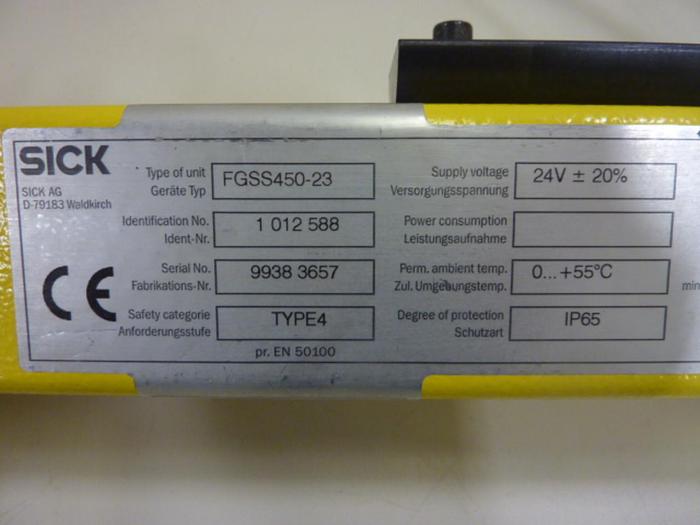 SICK
SICK AG
D-79183 Waldkirch
CE
Type of unit
Geräte Typ
FGSS450-23
Identification No.
Ident-Nr.
1 012 588
Serial No.
Fabrikations-Nr.
9938 3657
Safety categorie
Anforderungsstufe
TYPE4
pr. EN 50100
Supply voltage
Versorgungsspannung
24V ± 20%
Power consumption
Leistungsaufnahme
Perm. ambient temp.
Zul. Umgebungstemp.
0...+55°C
Degree of protection
Schutzart
IP65
min